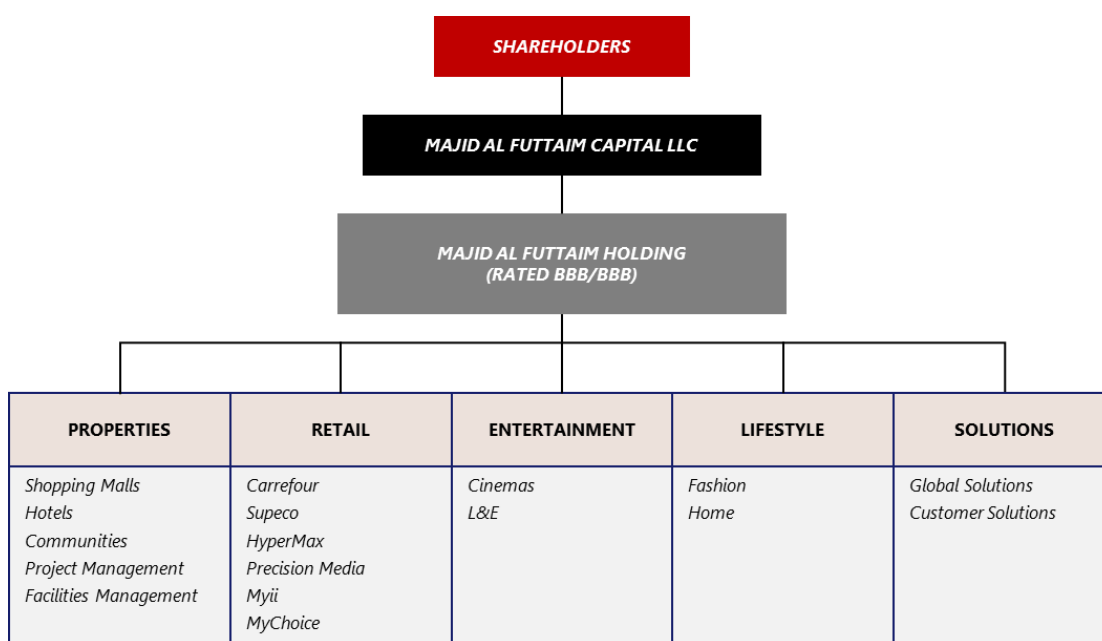 SHAREHOLDERS
MAJID AL FUTTAIM CAPITAL LLC
MAJID AL FUTTAIM HOLDING
(RATED BBB/BBB)
PROPERTIES
Shopping Malls
Hotels
Communities
Project Management
Facilities Management
RETAIL
Carrefour
Supeco
HyperMax
Precision Media
Myii
MyChoice
ENTERTAINMENT
Cinemas
L&E
LIFESTYLE
Fashion
Home
SOLUTIONS
Global Solutions
Customer Solutions